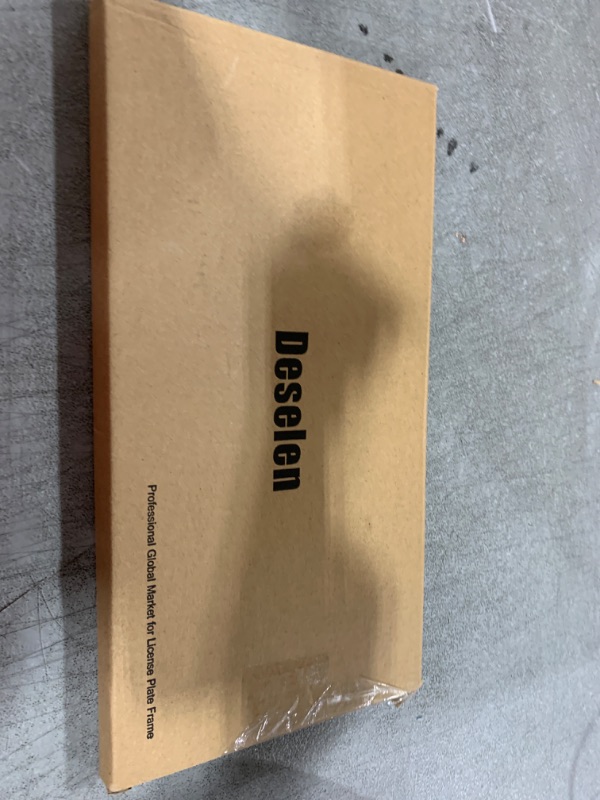 Deselen
Professional Global Market for License Plate Frame